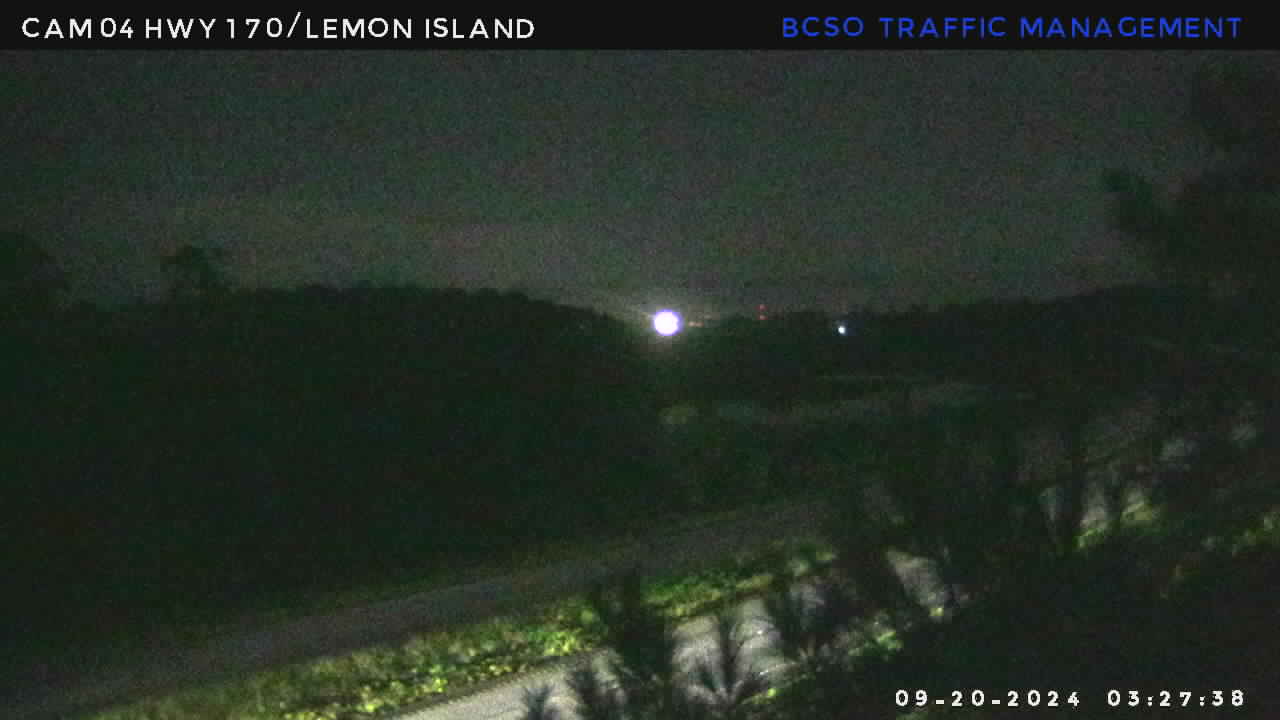 CAM 04 HWY 170/LEMON ISLAND
BCSO TRAFFIC MANAGEMENT
09-20-2024 03:27:38